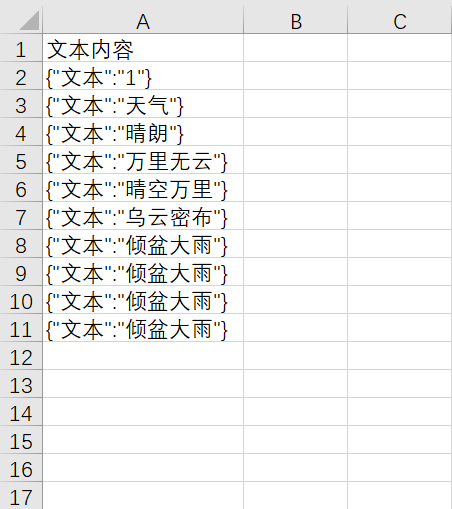 A B C
1 文本内容
2 {"文本":"1"}
3 {"文本":"天气"}
4 {"文本":"晴朗"}
5 {"文本":"万里无云"}
6 {"文本":"晴空万里"}
7 {"文本":"乌云密布"}
8 {"文本":"倾盆大雨"}
9 {"文本":"倾盆大雨"}
10 {"文本":"倾盆大雨"}
11 {"文本":"倾盆大雨"}
12
13
14
15
16
17